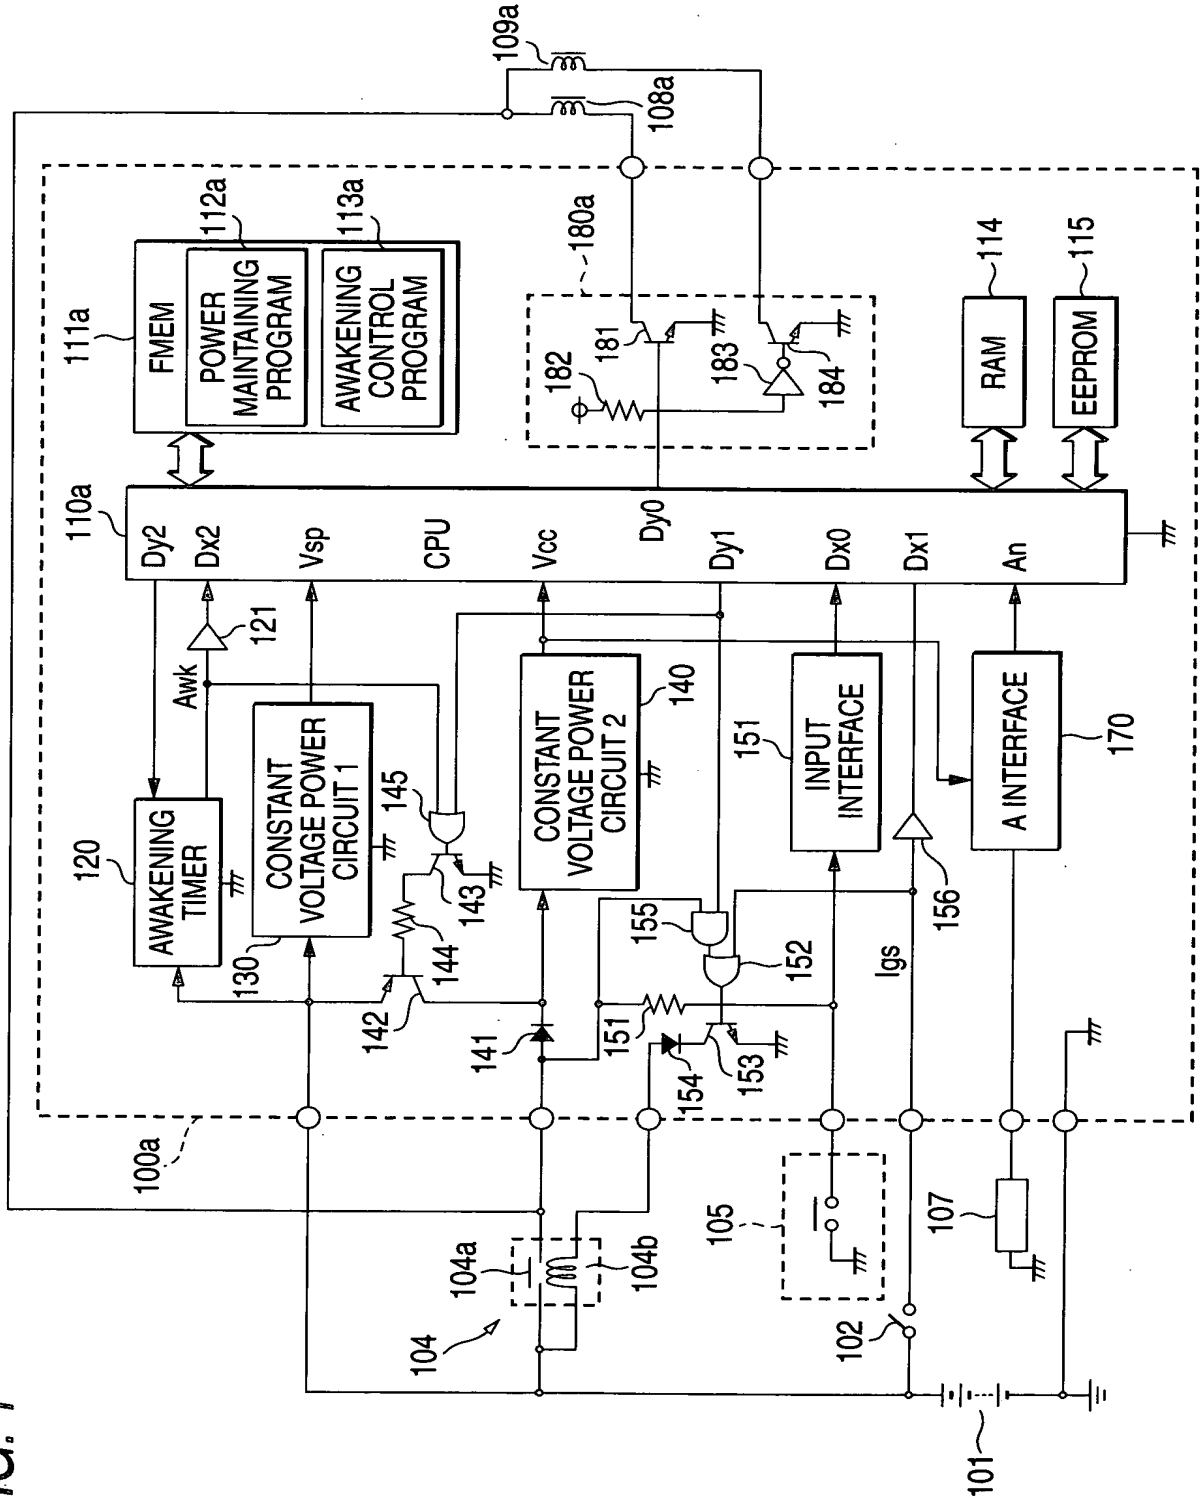 100a
111a
FMEM
112a
POWER
MAINTAINING
PROGRAM
113a
AWAKENING
CONTROL
PROGRAM
109a
108a
180a
181
182
183
184
RAM
114
EEPROM
115
110a
Dy2
Dx2
Vsp
CPU
Vcc
Dy0
Dy1
Dx0
Dx1
An
121
Awk
120
AWAKENING
TIMER
130
CONSTANT
VOLTAGE POWER
CIRCUIT 1
145
143
144
142
141
140
CONSTANT
VOLTAGE POWER
CIRCUIT 2
151
INPUT
INTERFACE
170
A INTERFACE
155
152
151
153
154
156
Igs
104
104a
104b
105
102
107
101